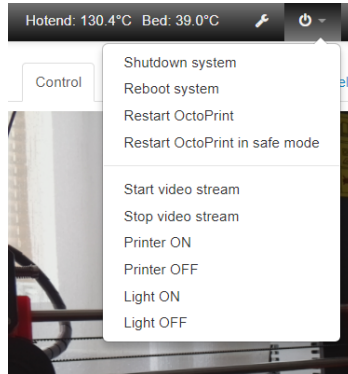 Hotend: 130.4°C Bed: 39.0°C
Control
Shutdown system
Reboot system
Restart OctoPrint
Restart OctoPrint in safe mode
Start video stream
Stop video stream
Printer ON
Printer OFF
Light ON
Light OFF